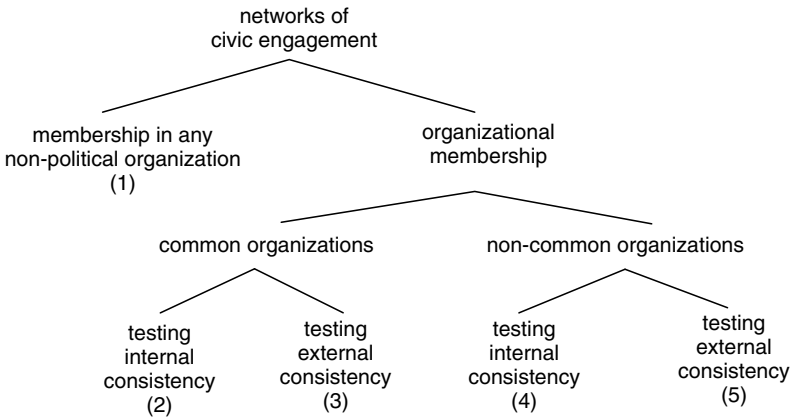 networks of
civic engagement
membership in any
non-political organization
(1)
organizational
membership
common organizations
non-common organizations
testing
internal
consistency
(2)
testing
external
consistency
(3)
testing
internal
consistency
(4)
testing
external
consistency
(5)